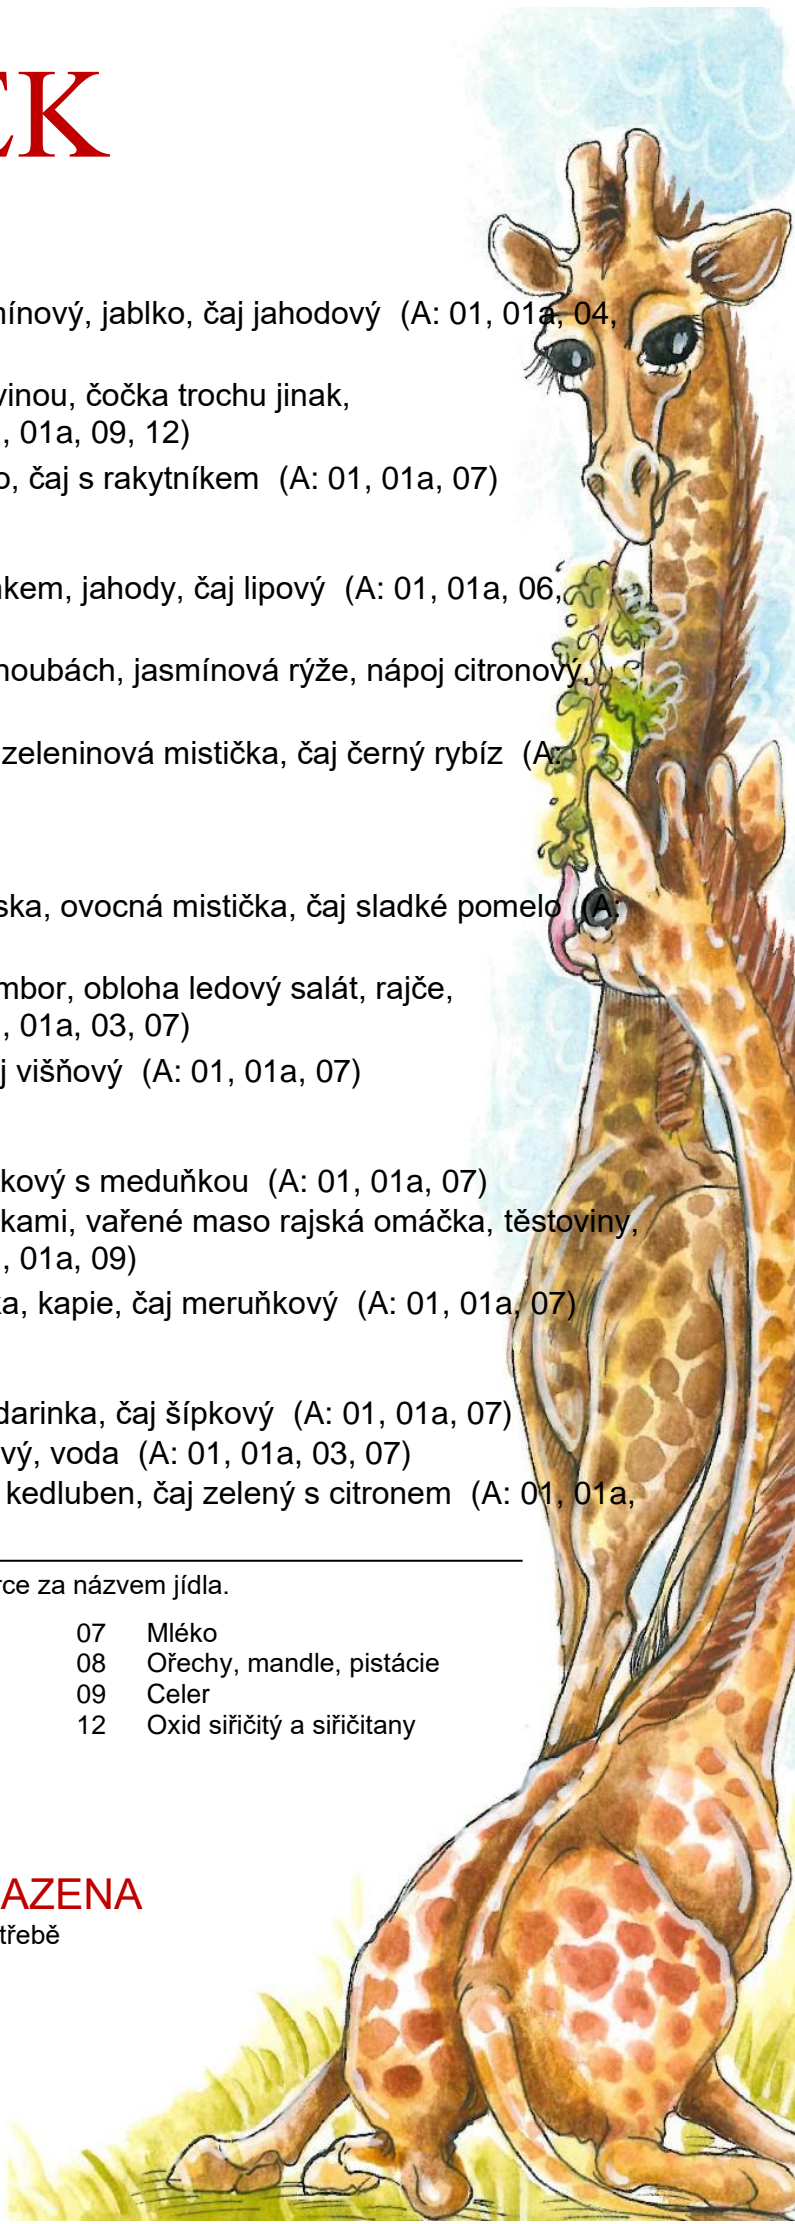 EK
mínový, jablko, čaj jahodový (A: 01, 01a, 04,
vinou, čočka trochu jinak,
, 01a, 09, 12)
o, čaj s rakytníkem (A: 01, 01a, 07)
nkem, jahody, čaj lipový (A: 01, 01a, 06,
houbách, jasmínová rýže, nápoj citronový,
zeleninová mistička, čaj černý rybíz (A:
ska, ovocná mistička, čaj sladké pomelo (A:
mbor, obloha ledový salát, rajče,
, 01a, 03, 07)
j višňový (A: 01, 01a, 07)
kový s meduňkou (A: 01, 01a, 07)
kami, vařené maso rajská omáčka, těstoviny,
, 01a, 09)
ka, kapie, čaj meruňkový (A: 01, 01a, 07)
darinka, čaj šípkový (A: 01, 01a, 07)
vý, voda (A: 01, 01a, 03, 07)
kedluben, čaj zelený s citronem (A: 01, 01a,
rce za názvem jídla.
07 Mléko
08 Ořechy, mandle, pistácie
09 Celer
12 Oxid siřičitý a siřičitany
AZENA
třebě